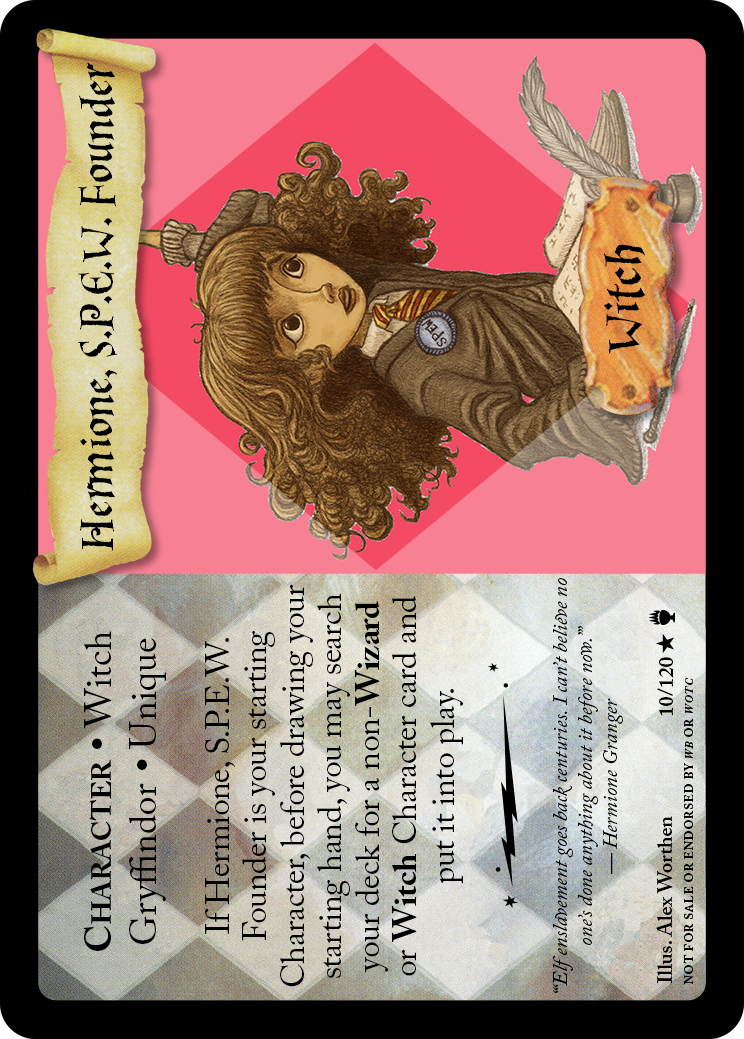 Hermione, S.P.E.W. Founder
CHARACTER • Witch
Gryffindor • Unique
If Hermione, S.P.E.W.
Founder is your starting
Character, before drawing your
starting hand, you may search
your deck for a non-Wizard
or Witch Character card and
put it into play.
“‘Elf enslavement goes back centuries. I can’t believe no
one’s done anything about it before now.’”
— Hermione Granger
Illus. Alex Worthen 10/120 ★
NOT FOR SALE OR ENDORSED BY WB OR WOTC
SPEW
Witch